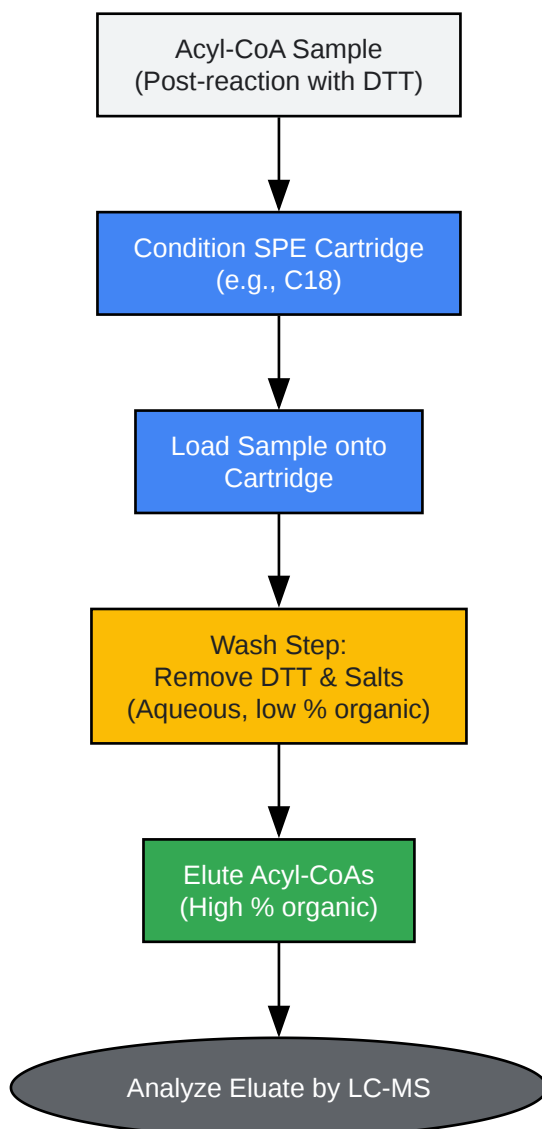 Acyl-CoA Sample
(Post-reaction with DTT)
Condition SPE Cartridge
(e.g., C18)
Load Sample onto
Cartridge
Wash Step:
Remove DTT & Salts
(Aqueous, low % organic)
Elute Acyl-CoAs
(High % organic)
Analyze Eluate by LC-MS